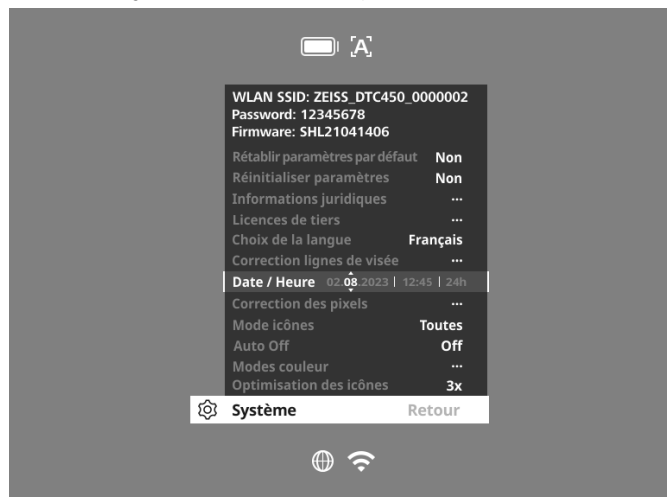 [A]
WLAN SSID: ZEISS_DTC450_0000002
Password: 12345678
Firmware: SHL21041406
Rétablir paramètres par défaut Non
Réinitialiser paramètres Non
Informations juridiques ...
Licences de tiers ...
Choix de la langue Français
Correction lignes de visée ...
Date / Heure 02.08.2023 | 12:45 | 24h
Correction des pixels ...
Mode icônes Toutes
Auto Off Off
Modes couleur ...
Optimisation des icônes 3x
Système Retour